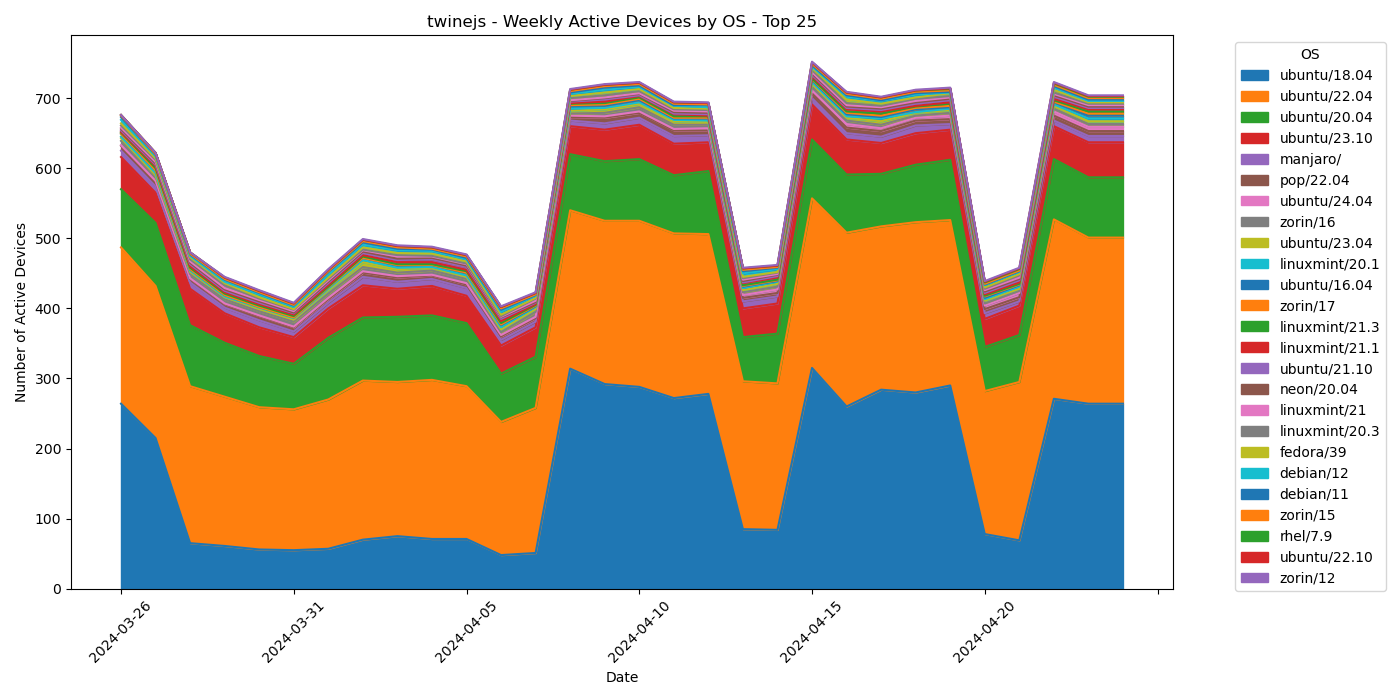 twinejs - Weekly Active Devices by OS - Top 25
Number of Active Devices
700
600
500
400
300
200
100
0
2024-03-26
2024-03-31
2024-04-05
2024-04-10
2024-04-15
2024-04-20
Date
OS
ubuntu/18.04
ubuntu/22.04
ubuntu/20.04
ubuntu/23.10
manjaro/
pop/22.04
ubuntu/24.04
zorin/16
ubuntu/23.04
linuxmint/20.1
ubuntu/16.04
zorin/17
linuxmint/21.3
linuxmint/21.1
ubuntu/21.10
neon/20.04
linuxmint/21
linuxmint/20.3
fedora/39
debian/12
debian/11
zorin/15
rhel/7.9
ubuntu/22.10
zorin/12